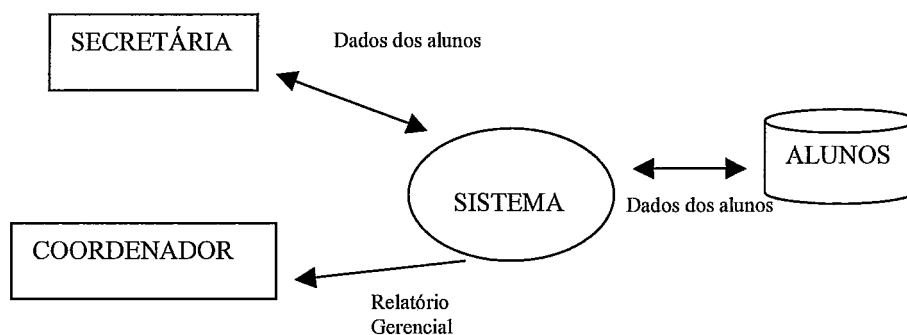 SECRETÁRIA
Dados dos alunos
ALUNOS
SISTEMA
Dados dos alunos
COORDENADOR
Relatório
Gerencial